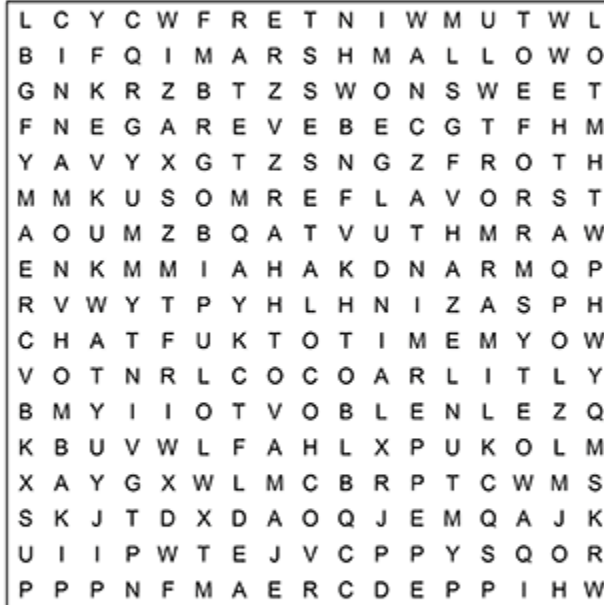 L C Y C W F R E T N I W M U T W L
B I F Q I M A R S H M A L L O W O
G N K R Z B T Z S W O N S W E E T
F N E G A R E V E B E C G T F H M
Y A V Y X G T Z S N G Z F R O T H
M M K U S O M R E F L A V O R S T
A O U M Z B Q A T V U T H M R A W
E N K M M I A H A K D N A R M Q P
R V W Y T P Y H L H N I Z A S P H
C H A T F U K T O T I M E M Y O W
V O T N R L C O C O A R L I T L Y
B M Y I I O T V O B L E N L E Z Q
K B U V W L F A H L X P U K O L M
X A Y G X W L M C B R P T C W M S
S K J T D X D A O Q J E M Q A J K
U I I P W T E J V C P P Y S Q O R
P P P N F M A E R C D E P P I H W